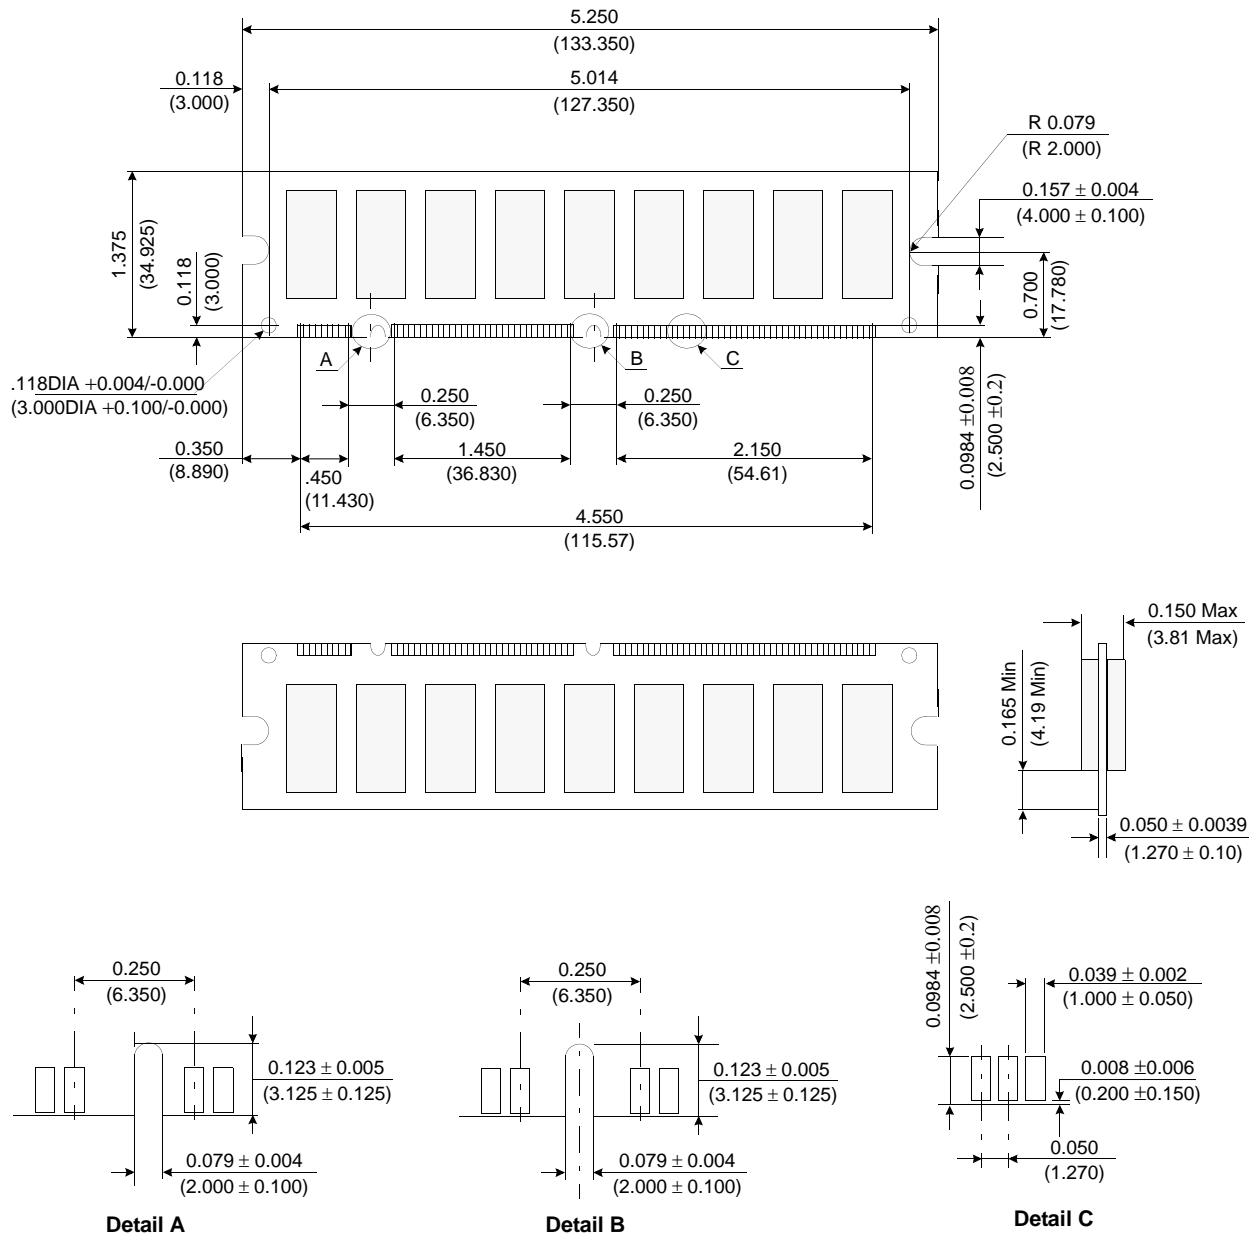 5.250
(133.350)
0.118
(3.000)
5.014
(127.350)
R 0.079
(R 2.000)
0.157 ± 0.004
(4.000 ± 0.100)
1.375
(34.925)
0.118
(3.000)
0.700
(17.780)
A
B
C
.118DIA +0.004/-0.000
(3.000DIA +0.100/-0.000)
0.250
(6.350)
0.250
(6.350)
0.0984 ±0.008
(2.500 ±0.2)
0.350
(8.890)
.450
(11.430)
1.450
(36.830)
2.150
(54.61)
4.550
(115.57)
0.150 Max
(3.81 Max)
0.165 Min
(4.19 Min)
0.050 ± 0.0039
(1.270 ± 0.10)
0.250
(6.350)
0.123 ± 0.005
(3.125 ± 0.125)
0.079 ± 0.004
(2.000 ± 0.100)
Detail A
0.250
(6.350)
0.123 ± 0.005
(3.125 ± 0.125)
0.079 ± 0.004
(2.000 ± 0.100)
Detail B
0.0984 ±0.008
(2.500 ±0.2)
0.039 ± 0.002
(1.000 ± 0.050)
0.008 ±0.006
(0.200 ±0.150)
0.050
(1.270)
Detail C